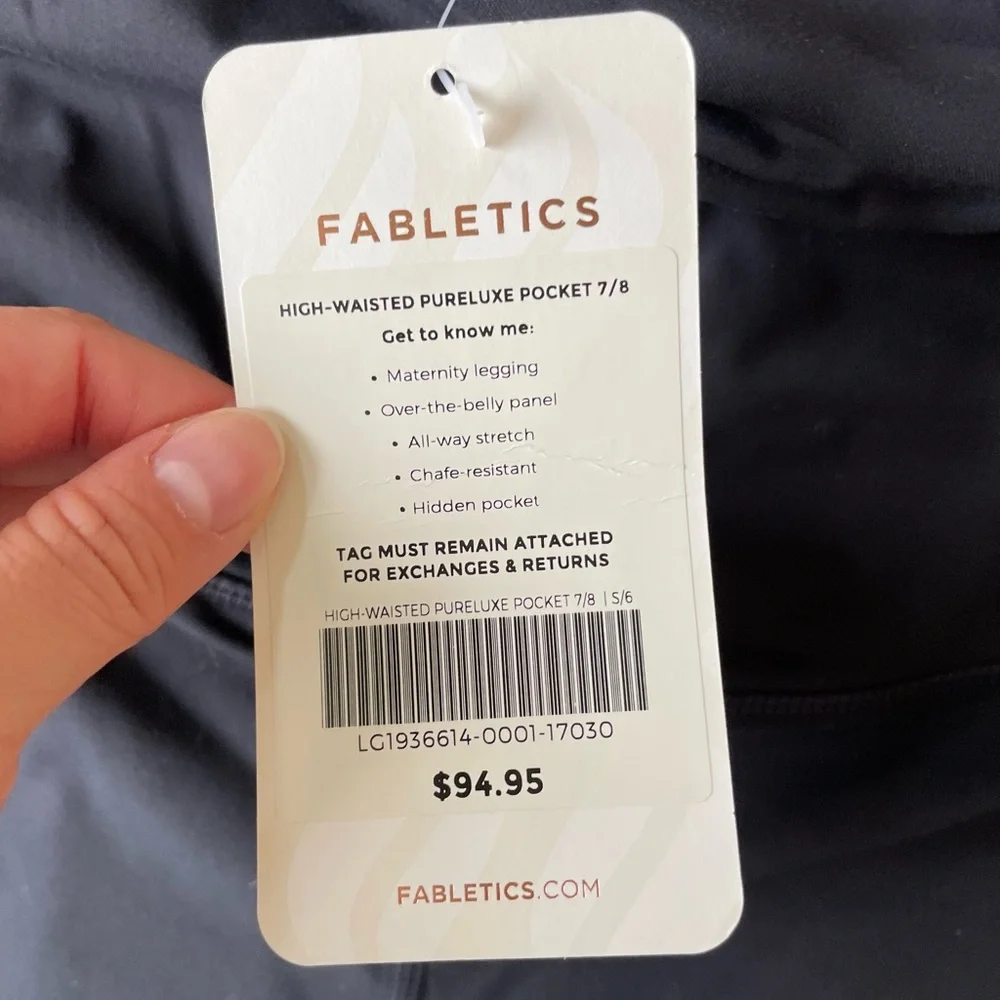 FABLETICS
HIGH-WAISTED PURELUXE POCKET 7/8
Get to know me:
• Maternity legging
• Over-the-belly panel
• All-way stretch
• Chafe-resistant
• Hidden pocket
TAG MUST REMAIN ATTACHED
FOR EXCHANGES & RETURNS
HIGH-WAISTED PURELUXE POCKET 7/8 | S/6
LG1936614-0001-17030
$94.95
FABLETICS.COM